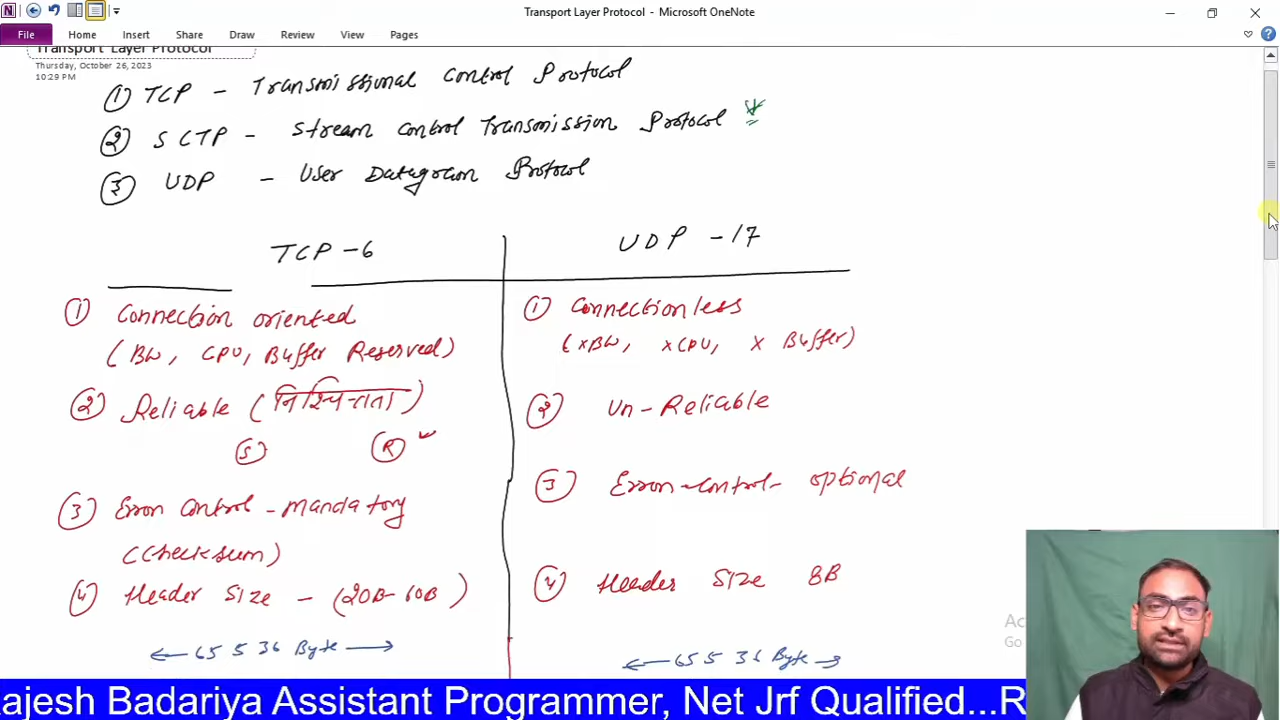 Transport Layer Protocol - Microsoft OneNote
File Home Insert Share Draw Review View Pages
Transport Layer Protocol
Thursday, October 26, 2023
10:29 PM
① TCP - Transmissional Control Protocol
② SCTP - Stream Control Transmission Protocol *
③ UDP - User Datagram Protocol
TCP - 6
UDP - 17
① Connection oriented
(BW, CPU, Buffer Reserved)
② Reliable (निश्चितता)
Ⓢ Ⓡ ✓
③ Error Control - Mandatory
(Checksum)
④ Header Size - (20B-60B)
← 65536 Byte →
① Connectionless
(×BW, ×CPU, × Buffer)
② Un-Reliable
③ Error-Control- optional
④ Header Size 8B
← 65536 Byte →
Ac
Go
ajesh Badariya Assistant Programmer, Net Jrf Qualified...R